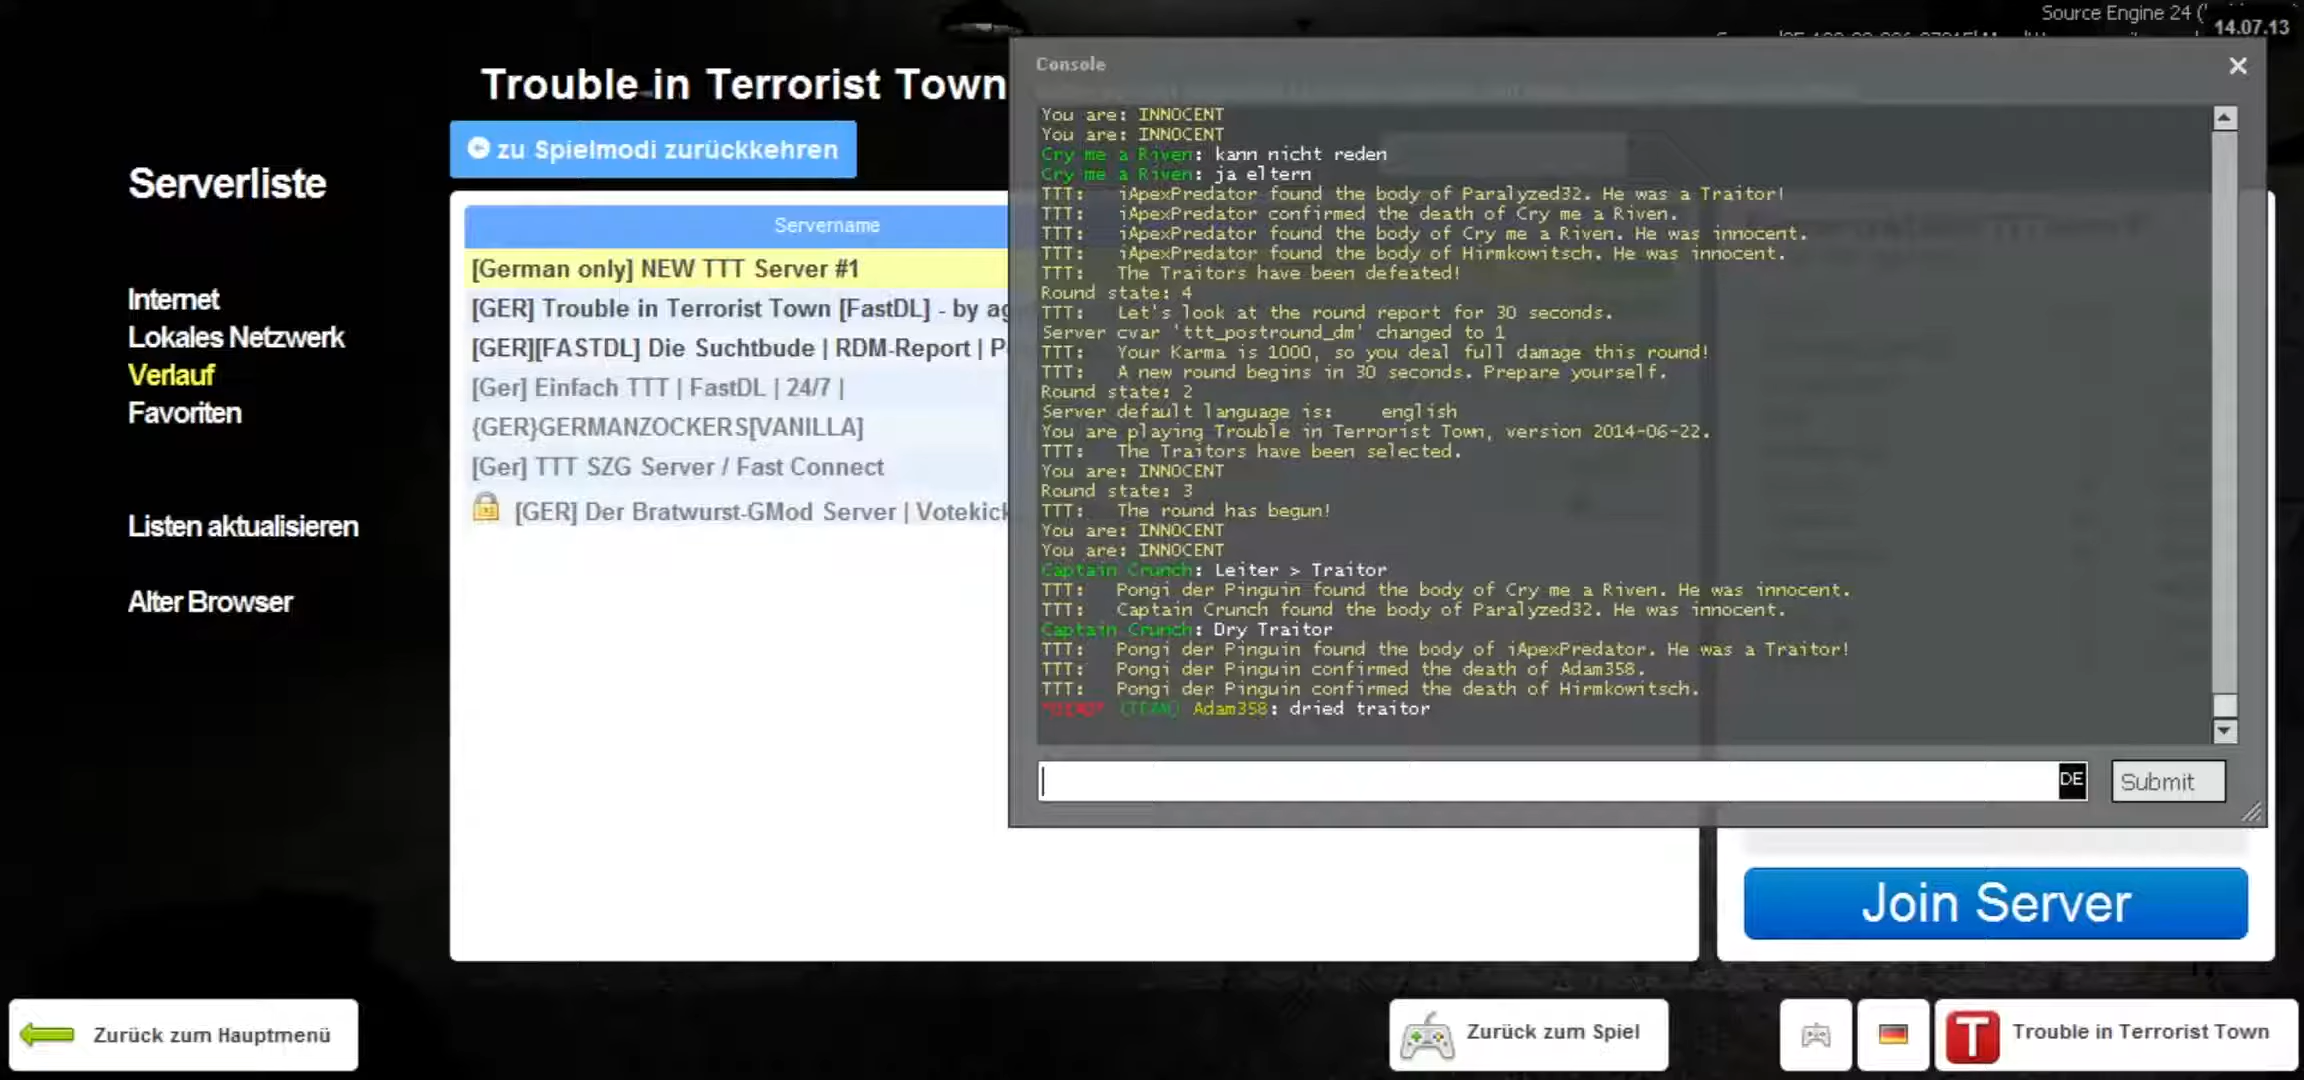 Source Engine 24 (
14.07.13
Trouble in Terrorist Town
zu Spielmodi zurückkehren
Serverliste
Internet
Lokales Netzwerk
Verlauf
Favoriten
Listen aktualisieren
Alter Browser
Servername
[German only] NEW TTT Server #1
[GER] Trouble in Terrorist Town [FastDL] - by
[GER][FASTDL] Die Suchtbude | RDM-Report |
[Ger] Einfach TTT | FastDL | 24/7 |
{GER}GERMANZOCKERS[VANILLA]
[Ger] TTT SZG Server / Fast Connect
[GER] Der Bratwurst-GMod Server | Votekick
Console
You are: INNOCENT
You are: INNOCENT
Cry me a Riven: kann nicht reden
Cry me a Riven: ja eltern
TTT: iApexPredator found the body of Paralyzed32. He was a Traitor!
TTT: iApexPredator confirmed the death of Cry me a Riven.
TTT: iApexPredator found the body of Cry me a Riven. He was innocent.
TTT: iApexPredator found the body of Hirmkowitsch. He was innocent.
TTT: The Traitors have been defeated!
Round state: 4
TTT: Let's look at the round report for 30 seconds.
Server cvar 'ttt_postround_dm' changed to 1
TTT: Your Karma is 1000, so you deal full damage this round!
TTT: A new round begins in 30 seconds. Prepare yourself.
Round state: 2
Server default language is: english
You are playing Trouble in Terrorist Town, version 2014-06-22.
TTT: The Traitors have been selected.
You are: INNOCENT
Round state: 3
TTT: The round has begun!
You are: INNOCENT
You are: INNOCENT
Captain Crunch: Leiter > Traitor
TTT: Pongi der Pinguin found the body of Cry me a Riven. He was innocent.
TTT: Captain Crunch found the body of Paralyzed32. He was innocent.
Captain Crunch: Dry Traitor
TTT: Pongi der Pinguin found the body of iApexPredator. He was a Traitor!
TTT: Pongi der Pinguin confirmed the death of Adam358.
TTT: Pongi der Pinguin confirmed the death of Hirmkowitsch.
*DEAD* (TEAM) Adam358: dried traitor
DE
Submit
Join Server
Zurück zum Hauptmenü
Zurück zum Spiel
T
Trouble in Terrorist Town